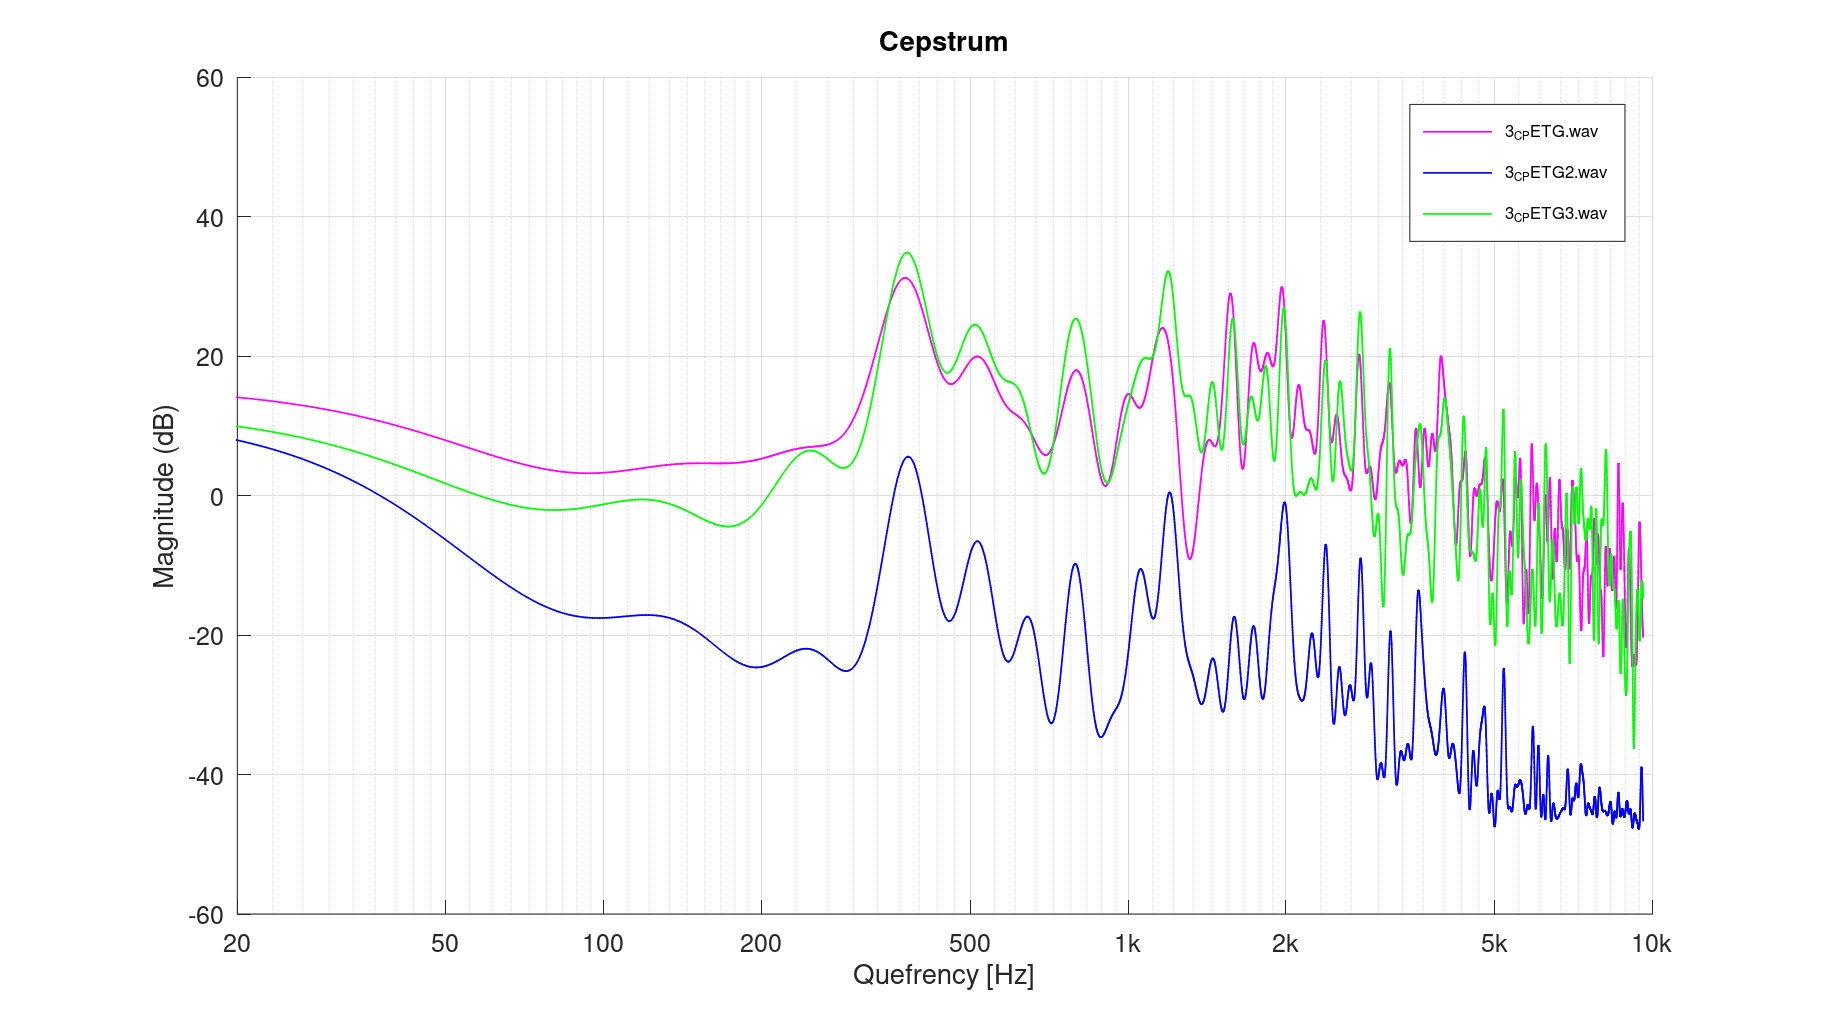 Cepstrum
60
40
20
0
-20
-40
-60
Magnitude (dB)
3CPETG.wav
3CPETG2.wav
3CPETG3.wav
20 50 100 200 500 1k 2k 5k 10k
Quefrency [Hz]